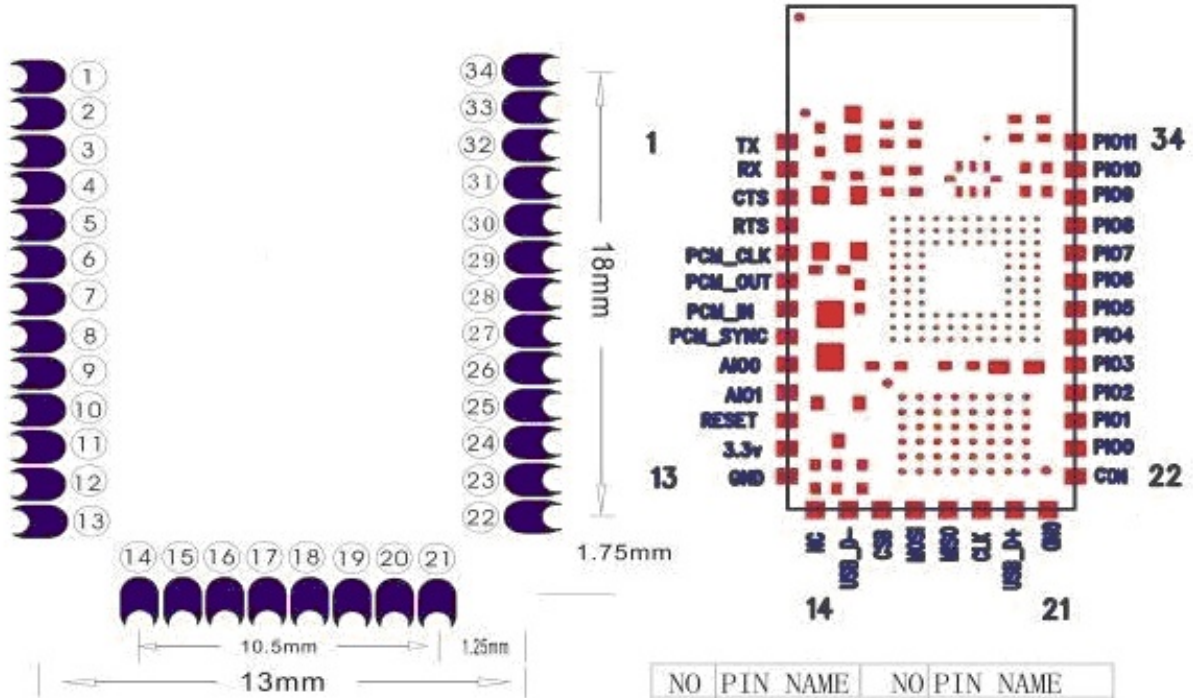 1
2
3
4
5
6
7
8
9
10
11
12
13
14 15 16 17 18 19 20 21
34
33
32
31
30
29
28
27
26
25
24
23
22
18mm
1.75mm
10.5mm
1.25mm
13mm
1
TX
RX
CTS
RTS
PCM_CLK
PCM_OUT
PCM_IN
PCM_SYNC
AIO0
AIO1
RESET
3.3v
13
GND
PIO11
34
PIO10
PIO9
PIO8
PIO7
PIO6
PIO5
PIO4
PIO3
PIO2
PIO1
PIO0
CON
22
NC
USB_D-
CSB
MOSI
MISO
CLK
USB_D+
GND
14
21
NO PIN NAME NO PIN NAME